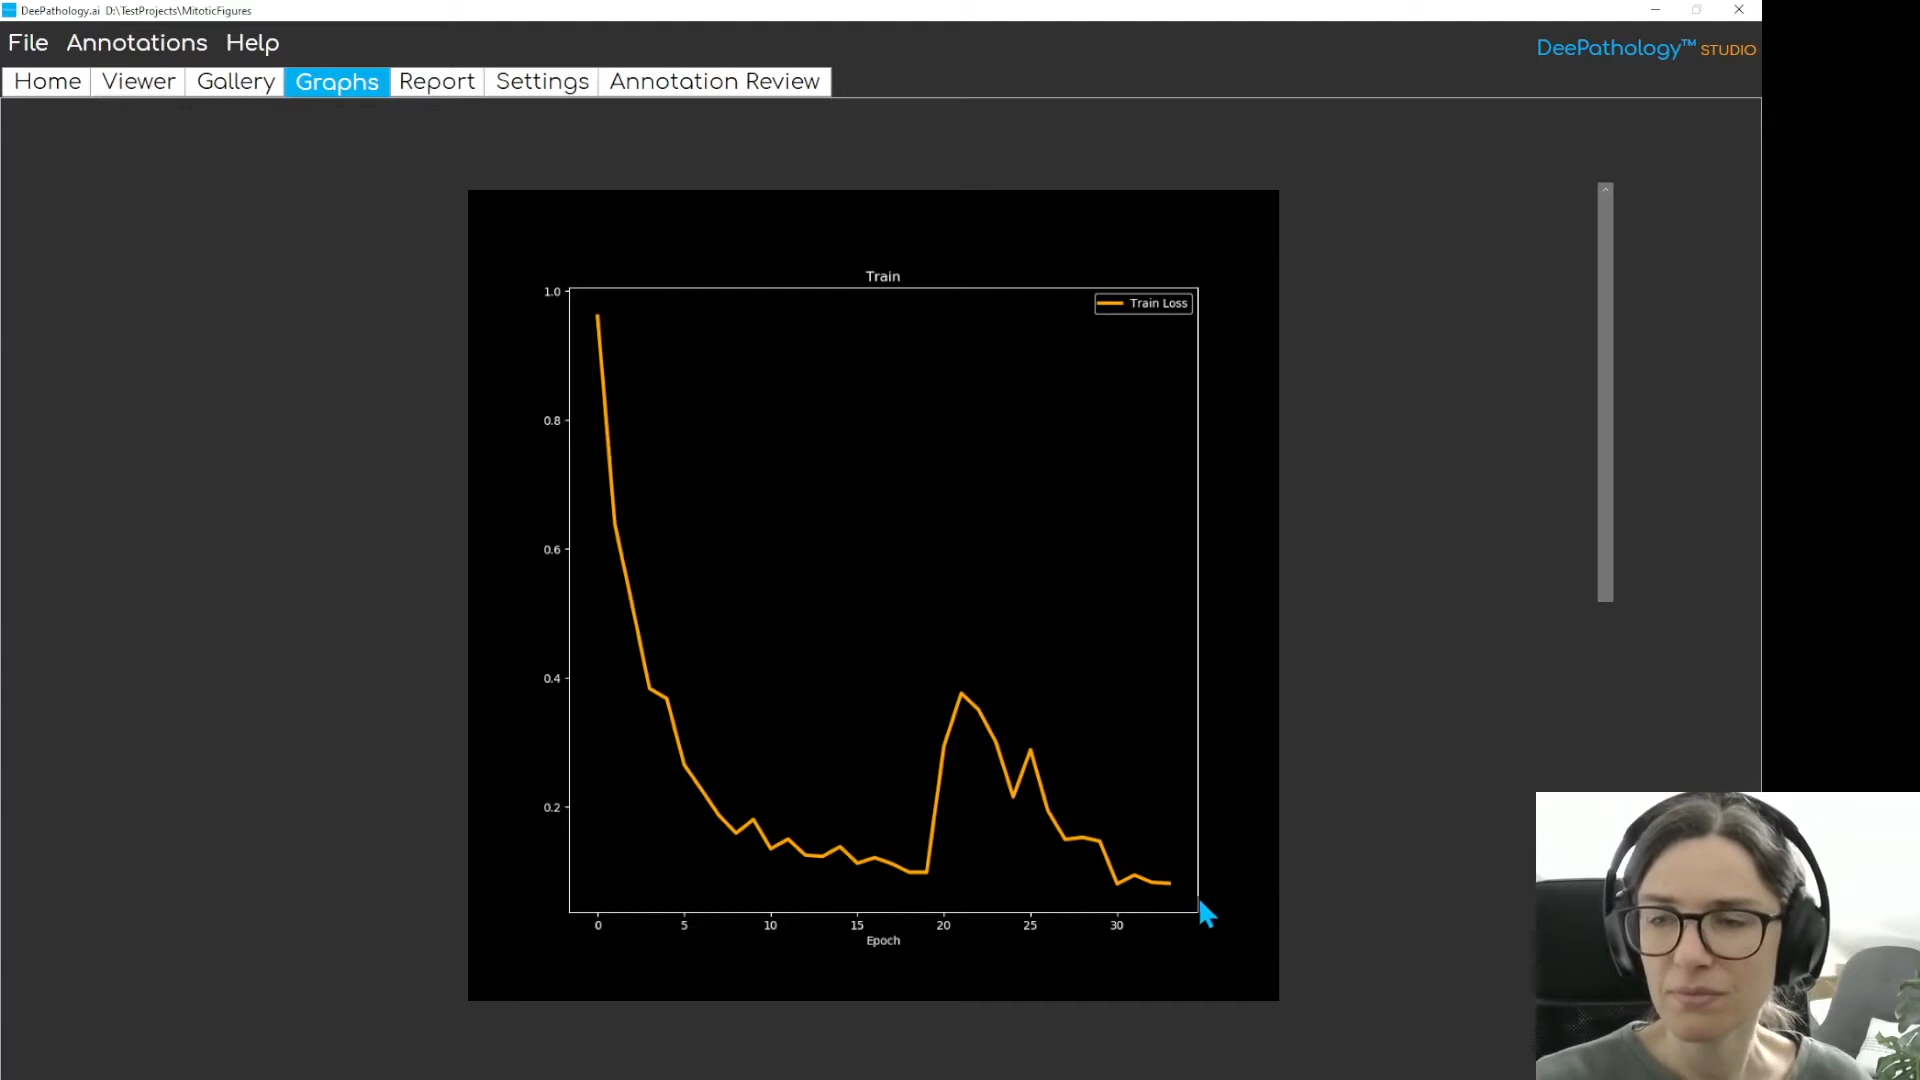 DeePathology.ai D:\TestProjects\MitoticFigures
File Annotations Help
DeePathology™ STUDIO
Home Viewer Gallery Graphs Report Settings Annotation Review
Train
Train Loss
1.0
0.8
0.6
0.4
0.2
0 5 10 15 20 25 30
Epoch